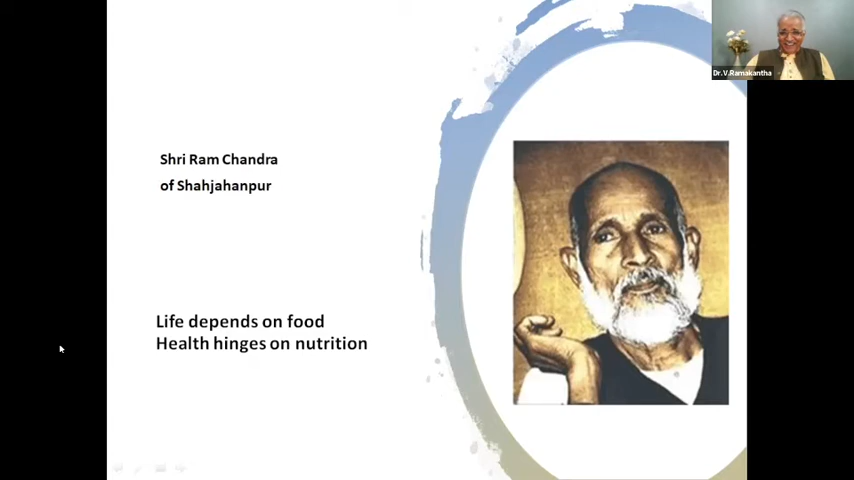 Shri Ram Chandra
of Shahjahanpur
Life depends on food
Health hinges on nutrition
Dr.V.Ramakantha